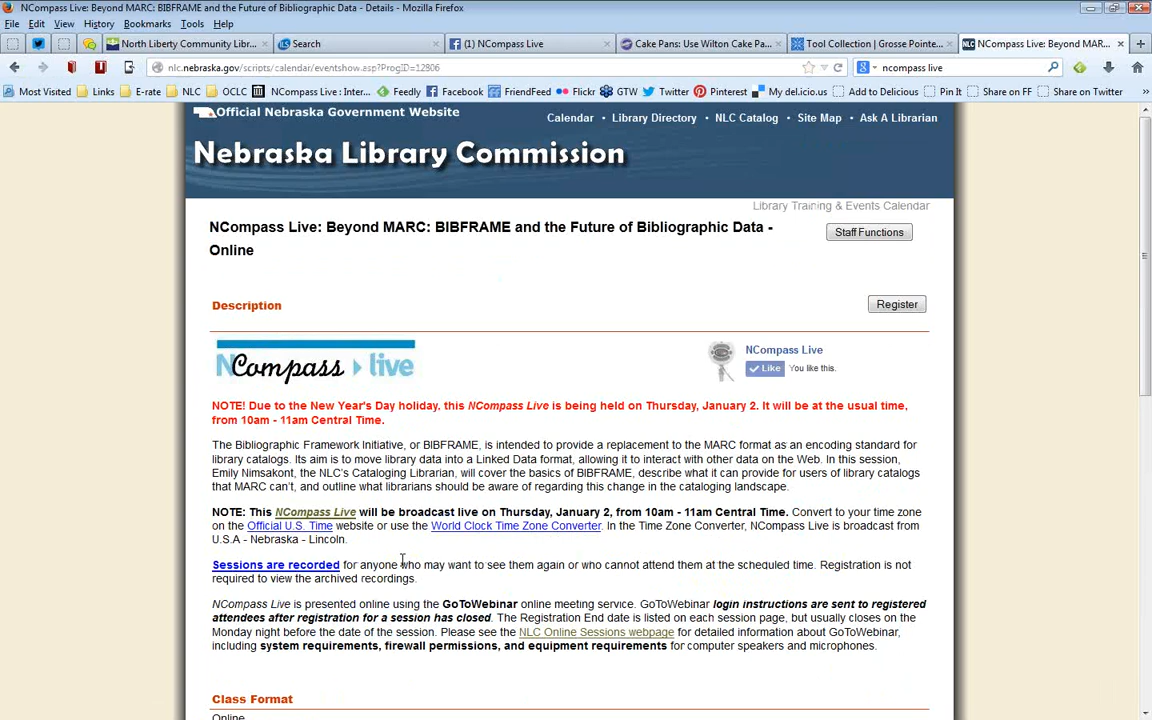 NCompass Live: Beyond MARC: BIBFRAME and the Future of Bibliographic Data - Details - Mozilla Firefox
File Edit View History Bookmarks Tools Help
North Liberty Community Libr... Search (1) NCompass Live Cake Pans: Use Wilton Cake Pa... Tool Collection | Grosse Pointe... NLC NCompass Live: Beyond MAR...
nlc.nebraska.gov/scripts/calendar/eventshow.asp?ProgID=12806 ncompass live
Most Visited Links E-rate NLC OCLC NCompass Live : Inter... Feedly Facebook FriendFeed Flickr GTW Twitter Pinterest My del.icio.us Add to Delicious Pin It Share on FF Share on Twitter
Official Nebraska Government Website
Calendar • Library Directory • NLC Catalog • Site Map • Ask A Librarian
Nebraska Library Commission
Library Training & Events Calendar
NCompass Live: Beyond MARC: BIBFRAME and the Future of Bibliographic Data -
Online
Staff Functions
Description
Register
NCompass live
NCompass Live
Like You like this.
NOTE! Due to the New Year's Day holiday, this NCompass Live is being held on Thursday, January 2. It will be at the usual time,
from 10am - 11am Central Time.
The Bibliographic Framework Initiative, or BIBFRAME, is intended to provide a replacement to the MARC format as an encoding standard for
library catalogs. Its aim is to move library data into a Linked Data format, allowing it to interact with other data on the Web. In this session,
Emily Nimsakont, the NLC's Cataloging Librarian, will cover the basics of BIBFRAME, describe what it can provide for users of library catalogs
that MARC can't, and outline what librarians should be aware of regarding this change in the cataloging landscape.
NOTE: This NCompass Live will be broadcast live on Thursday, January 2, from 10am - 11am Central Time. Convert to your time zone
on the Official U.S. Time website or use the World Clock Time Zone Converter. In the Time Zone Converter, NCompass Live is broadcast from
U.S.A - Nebraska - Lincoln.
Sessions are recorded for anyone who may want to see them again or who cannot attend them at the scheduled time. Registration is not
required to view the archived recordings.
NCompass Live is presented online using the GoToWebinar online meeting service. GoToWebinar login instructions are sent to registered
attendees after registration for a session has closed. The Registration End date is listed on each session page, but usually closes on the
Monday night before the date of the session. Please see the NLC Online Sessions webpage for detailed information about GoToWebinar,
including system requirements, firewall permissions, and equipment requirements for computer speakers and microphones.
Class Format
Online